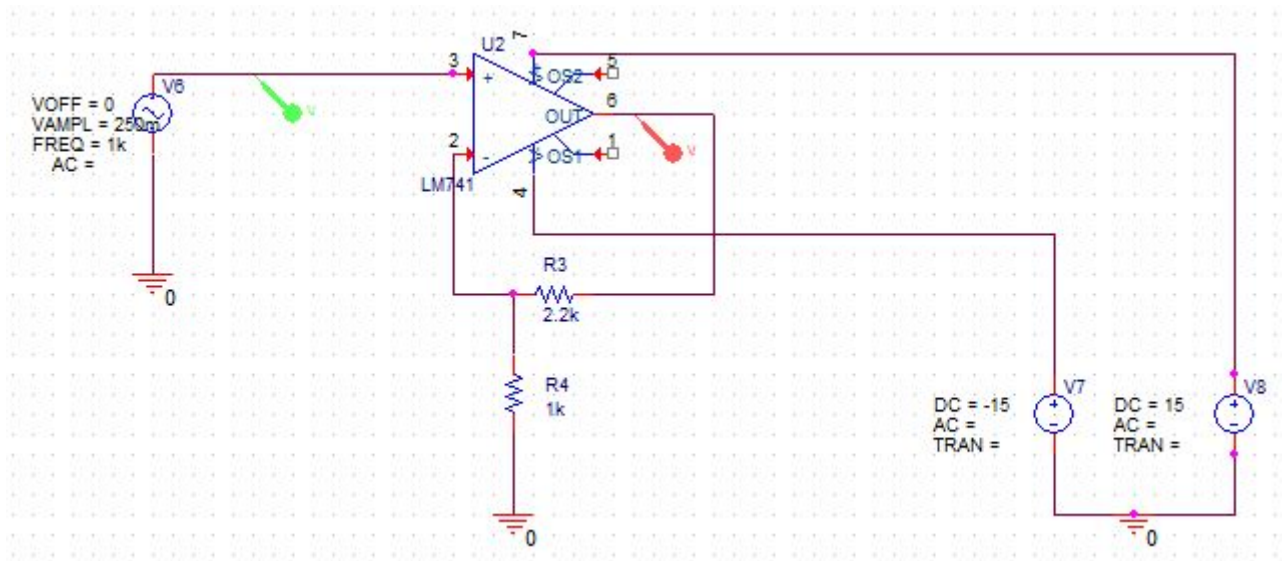 V6
VOFF = 0
VAMPL = 250m
FREQ = 1k
AC =
0
U2
7
3
+
OS2
5
6
OUT
2
-
OS1
1
LM741
4
V
V
R3
2.2k
R4
1k
0
V7
DC = -15
AC =
TRAN =
+
-
V8
DC = 15
AC =
TRAN =
+
-
0